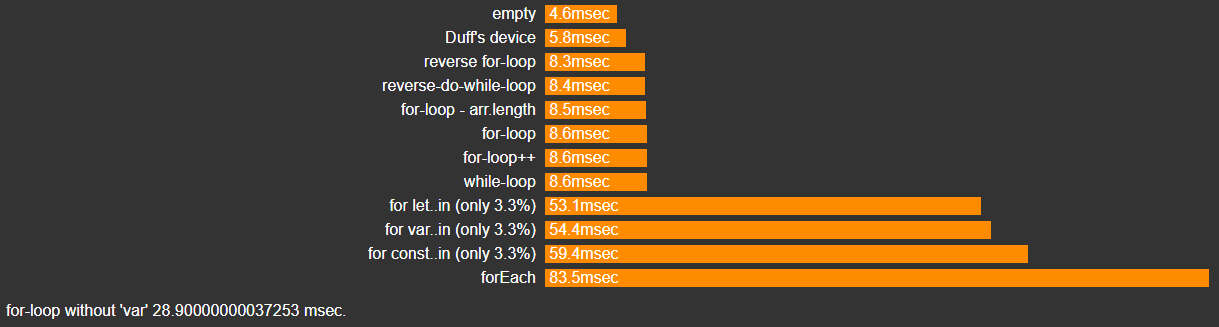 empty 4.6msec
Duff's device 5.8msec
reverse for-loop 8.3msec
reverse-do-while-loop 8.4msec
for-loop - arr.length 8.5msec
for-loop 8.6msec
for-loop++ 8.6msec
while-loop 8.6msec
for let..in (only 3.3%) 53.1msec
for var..in (only 3.3%) 54.4msec
for const..in (only 3.3%) 59.4msec
forEach 83.5msec
for-loop without 'var' 28.90000000037253 msec.